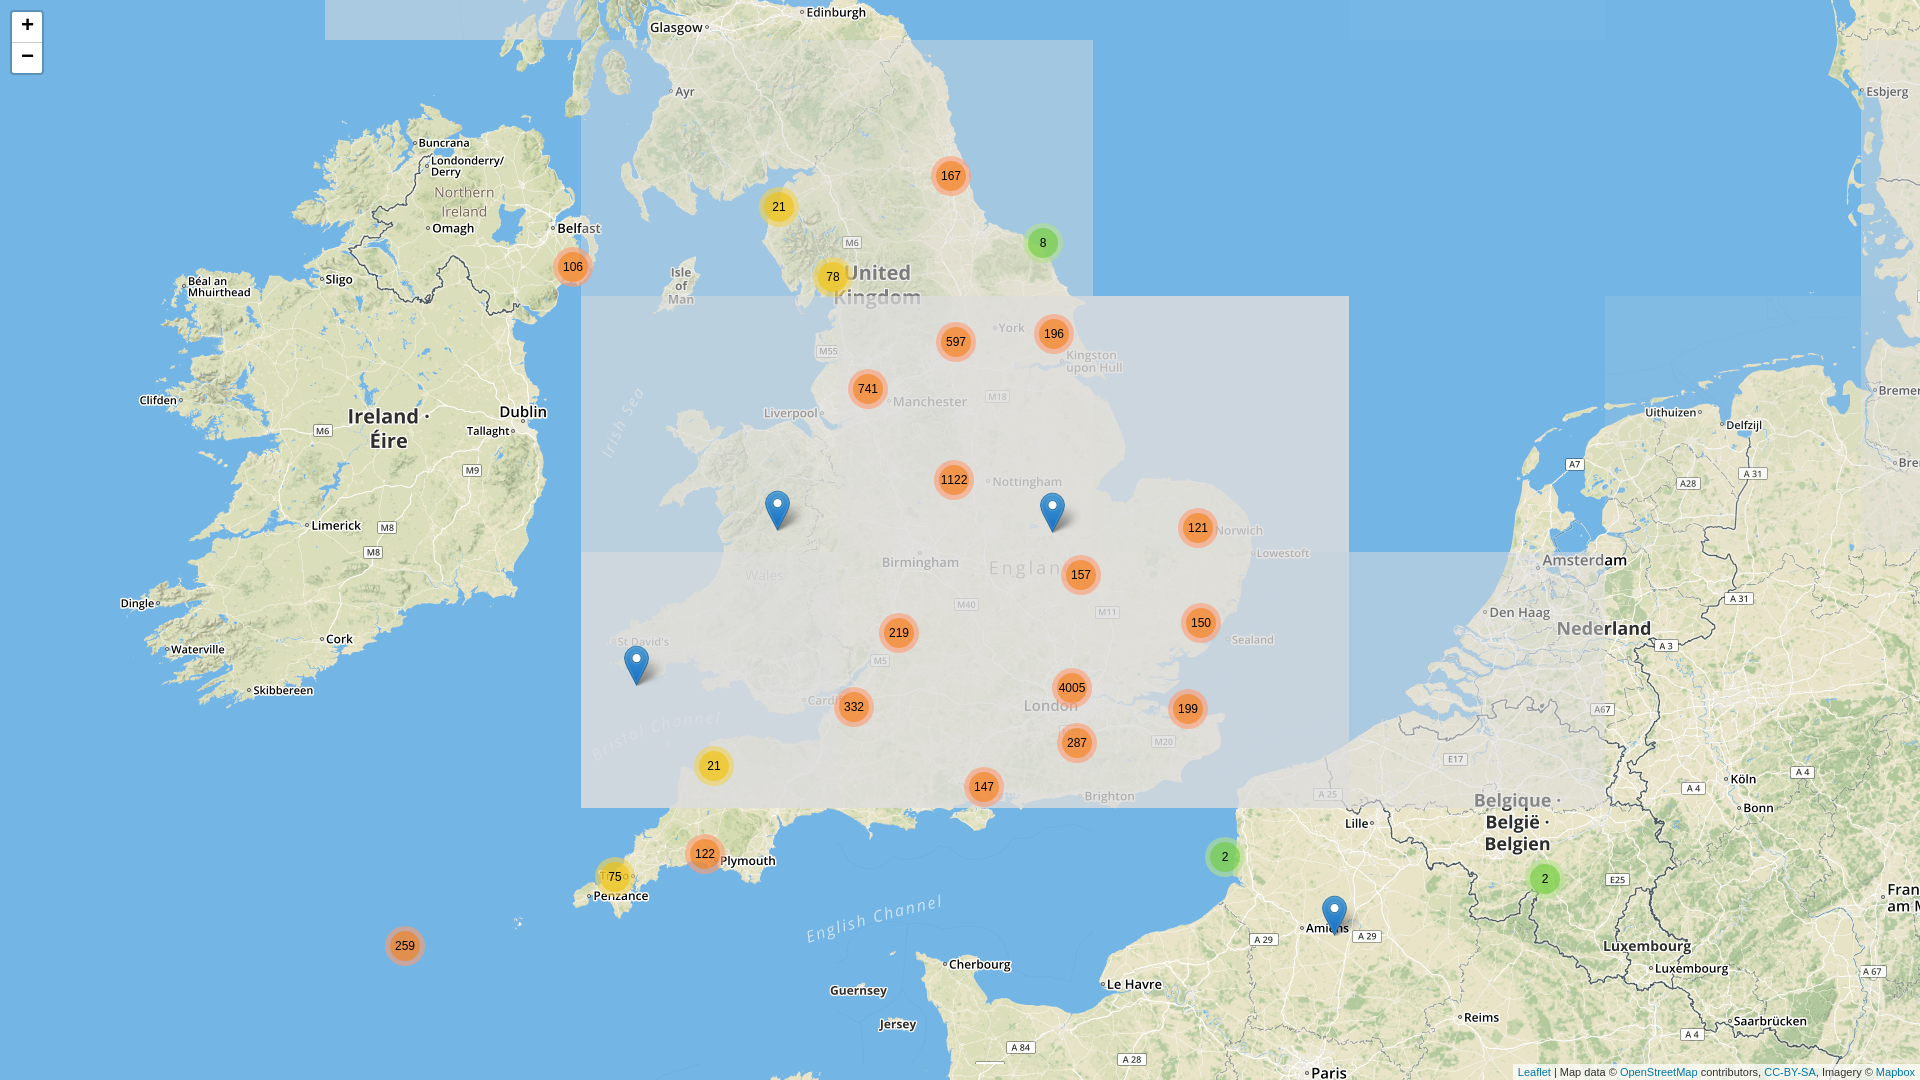 +
−
Edinburgh
Glasgow
Ayr
Esbjerg
Buncrana
Londonderry/
Derry
167
Northern
Ireland
21
Omagh
Belfast
M6
8
106
78
United
Kingdom
Isle
of
Man
Béal an
Mhuirthead
Sligo
York
196
597
M55
Kingston
upon Hull
741
Manchester
M18
Clifden
Liverpool
Dublin
Ireland ·
Éire
M6
Tallaght
Irish Sea
Uithuizen
Delfzijl
A7
A 31
A28
M9
1122
Nottingham
Limerick
M8
M8
121
Norwich
Lowestoft
Birmingham
Amsterdam
Wales
157
A 31
Dingle
M40
M11
Den Haag
Nederland
150
Sealand
219
Cork
St David's
Waterville
A 3
M5
Skibbereen
4005
London
199
332
A67
Bristol Channel
287
M20
E17
21
147
Brighton
A 25
Köln
A 4
A 4
Bonn
Belgique ·
België ·
Belgien
Lille
122
Plymouth
2
75
Penzance
2
E25
English Channel
Amiens
A 29
A 29
259
Luxembourg
Luxembourg
Cherbourg
A 67
Le Havre
Guernsey
Reims
Jersey
Saarbrücken
A 4
A 84
A 28
Paris
Leaflet | Map data © OpenStreetMap contributors, CC-BY-SA, Imagery © Mapbox